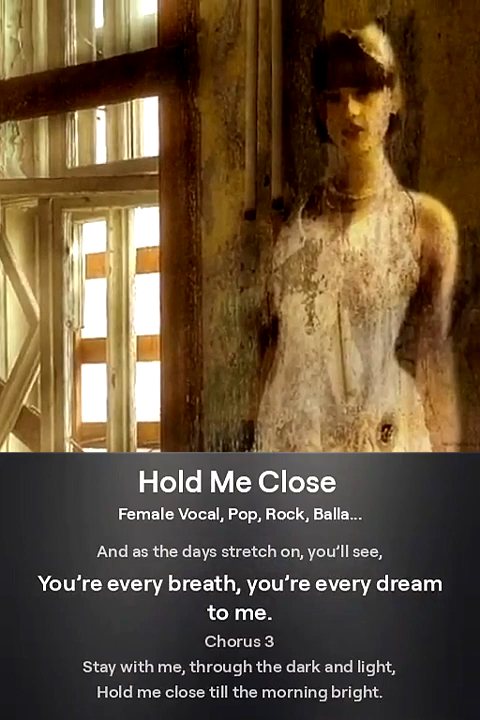 Hold Me Close
Female Vocal, Pop, Rock, Balla...
And as the days stretch on, you’ll see,
You’re every breath, you’re every dream
to me.
Chorus 3
Stay with me, through the dark and light,
Hold me close till the morning bright.